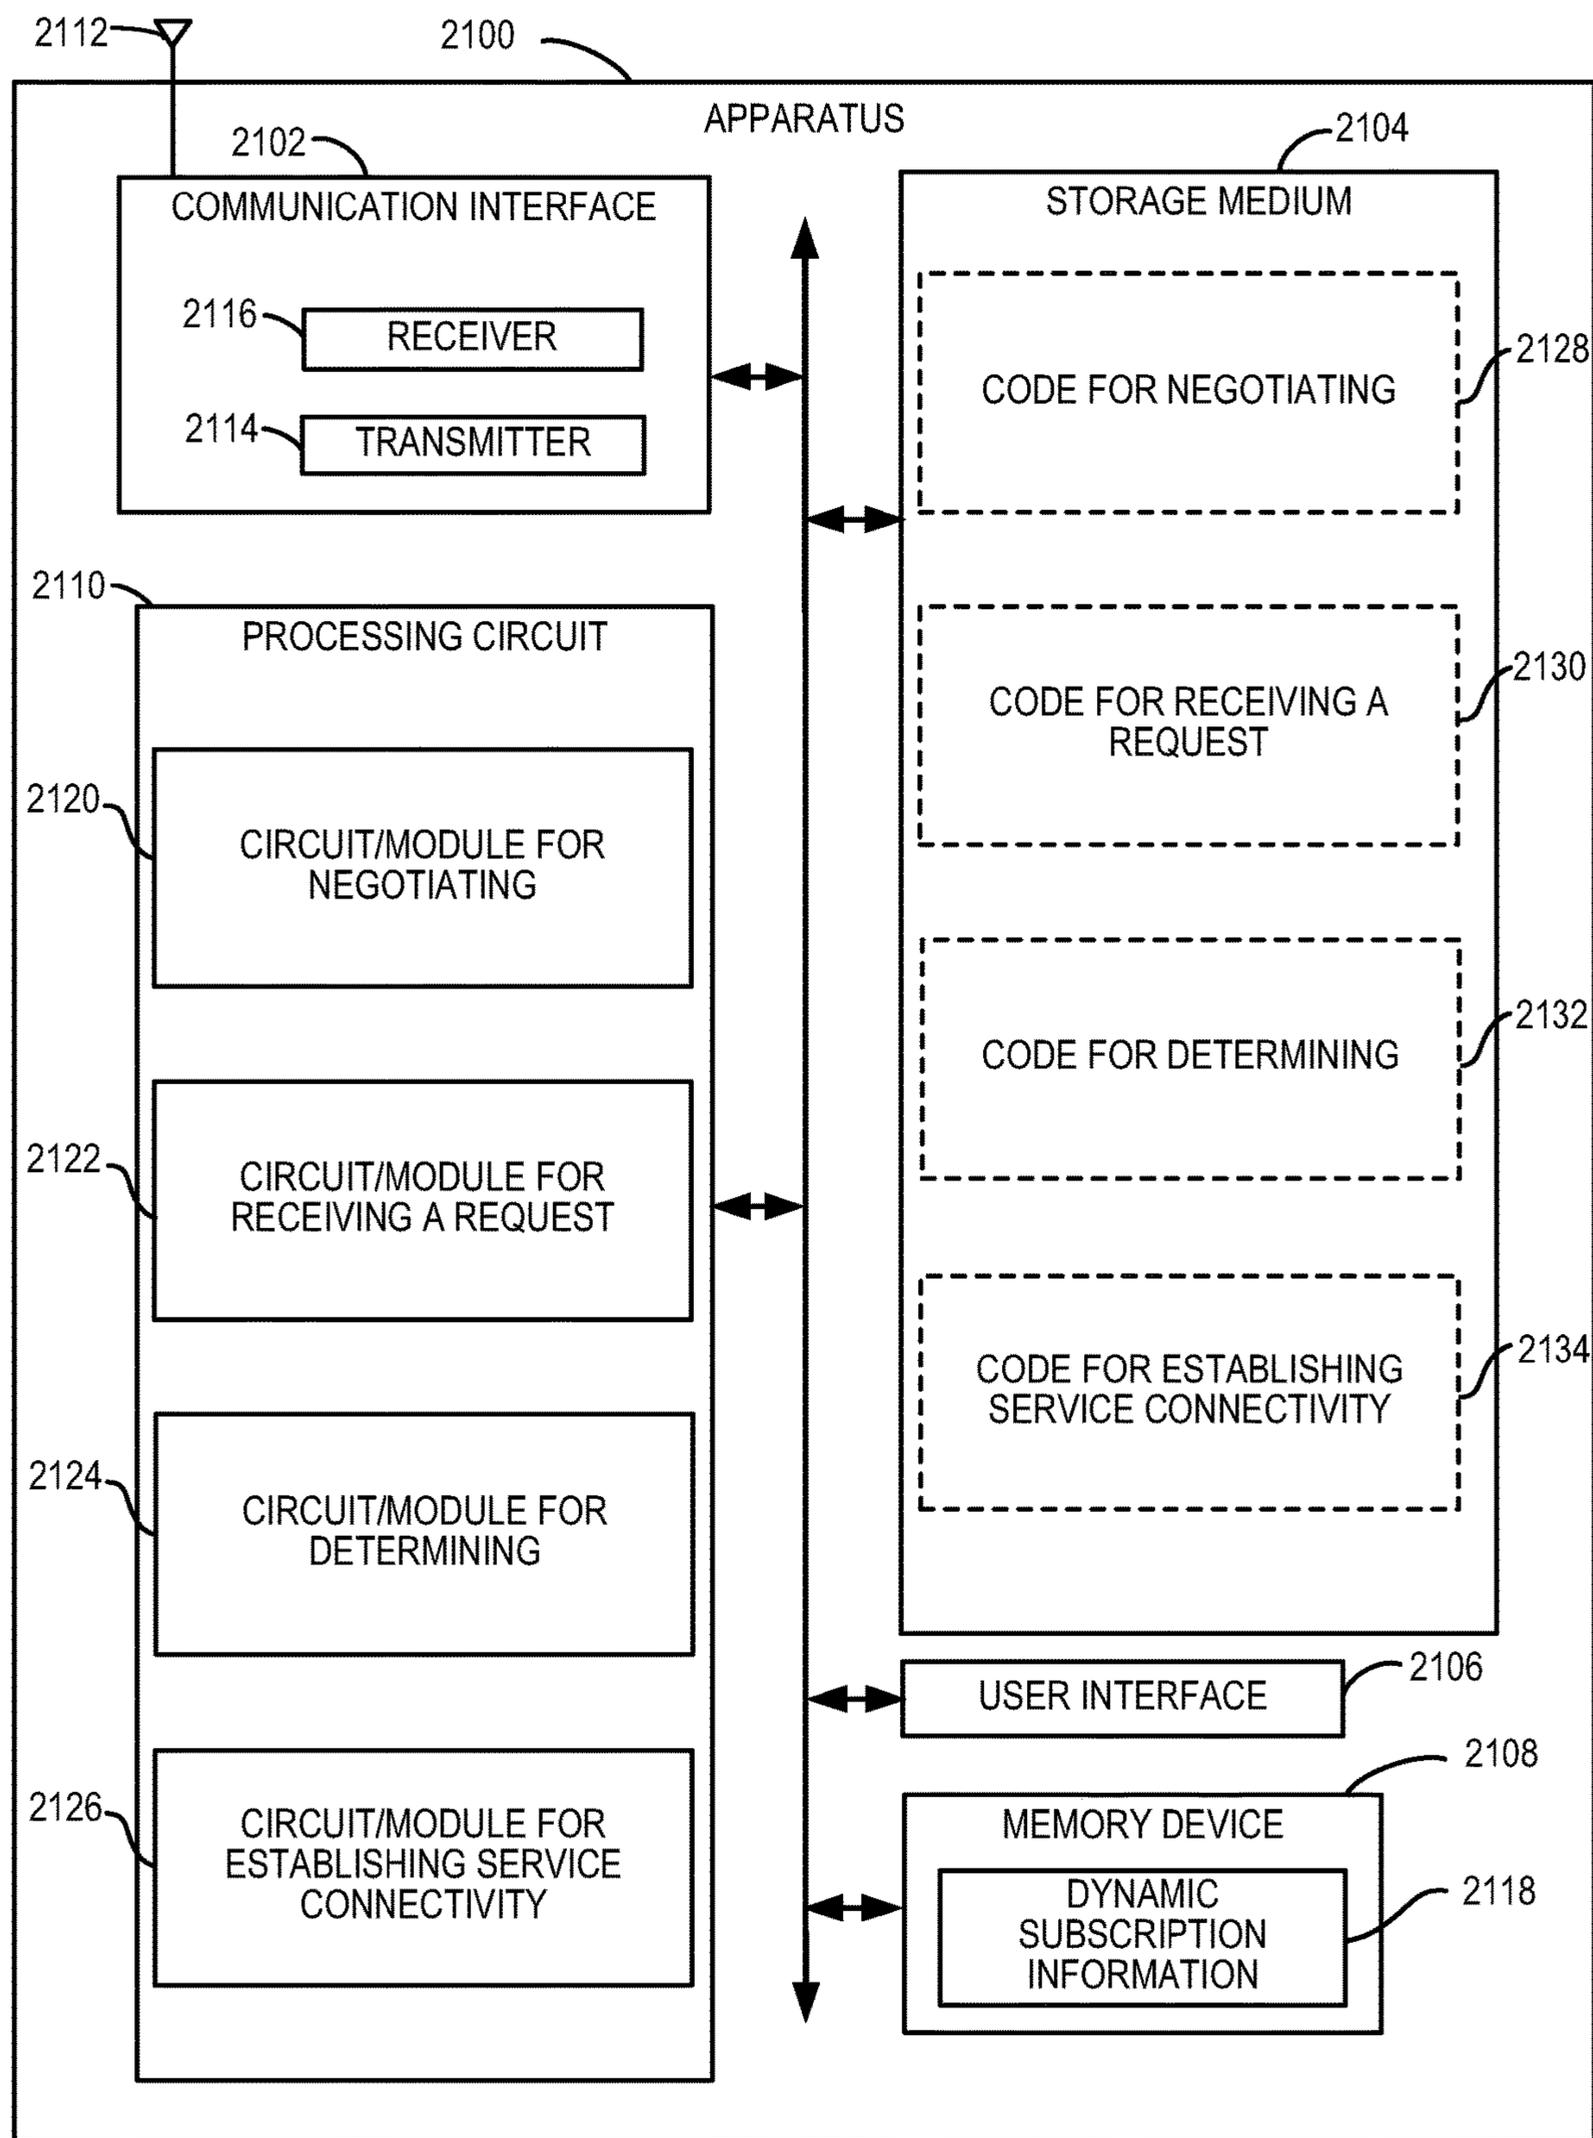 2112
2100
APPARATUS
2102
COMMUNICATION INTERFACE
2116
RECEIVER
2114
TRANSMITTER
2110
PROCESSING CIRCUIT
2120
CIRCUIT/MODULE FOR
NEGOTIATING
2122
CIRCUIT/MODULE FOR
RECEIVING A REQUEST
2124
CIRCUIT/MODULE FOR
DETERMINING
2126
CIRCUIT/MODULE FOR
ESTABLISHING SERVICE
CONNECTIVITY
2104
STORAGE MEDIUM
2128
CODE FOR NEGOTIATING
2130
CODE FOR RECEIVING A
REQUEST
2132
CODE FOR DETERMINING
2134
CODE FOR ESTABLISHING
SERVICE CONNECTIVITY
2106
USER INTERFACE
2108
MEMORY DEVICE
2118
DYNAMIC
SUBSCRIPTION
INFORMATION